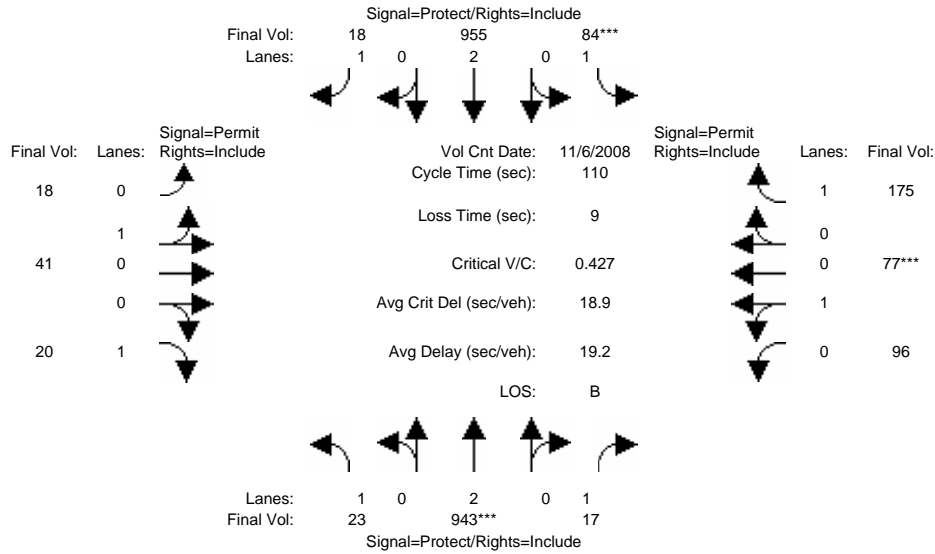 Signal=Protect/Rights=Include
Final Vol: 18 955 84***
Lanes: 1 0 2 0 1
Signal=Permit Signal=Permit
Final Vol: Lanes: Rights=Include Vol Cnt Date: 11/6/2008 Rights=Include Lanes: Final Vol:
Cycle Time (sec): 110
18 0 1 175
Loss Time (sec): 9
1 0
41 0 Critical V/C: 0.427 0 77***
0 Avg Crit Del (sec/veh): 18.9 1
20 1 Avg Delay (sec/veh): 19.2 0 96
LOS: B
Lanes: 1 0 2 0 1
Final Vol: 23 943*** 17
Signal=Protect/Rights=Include